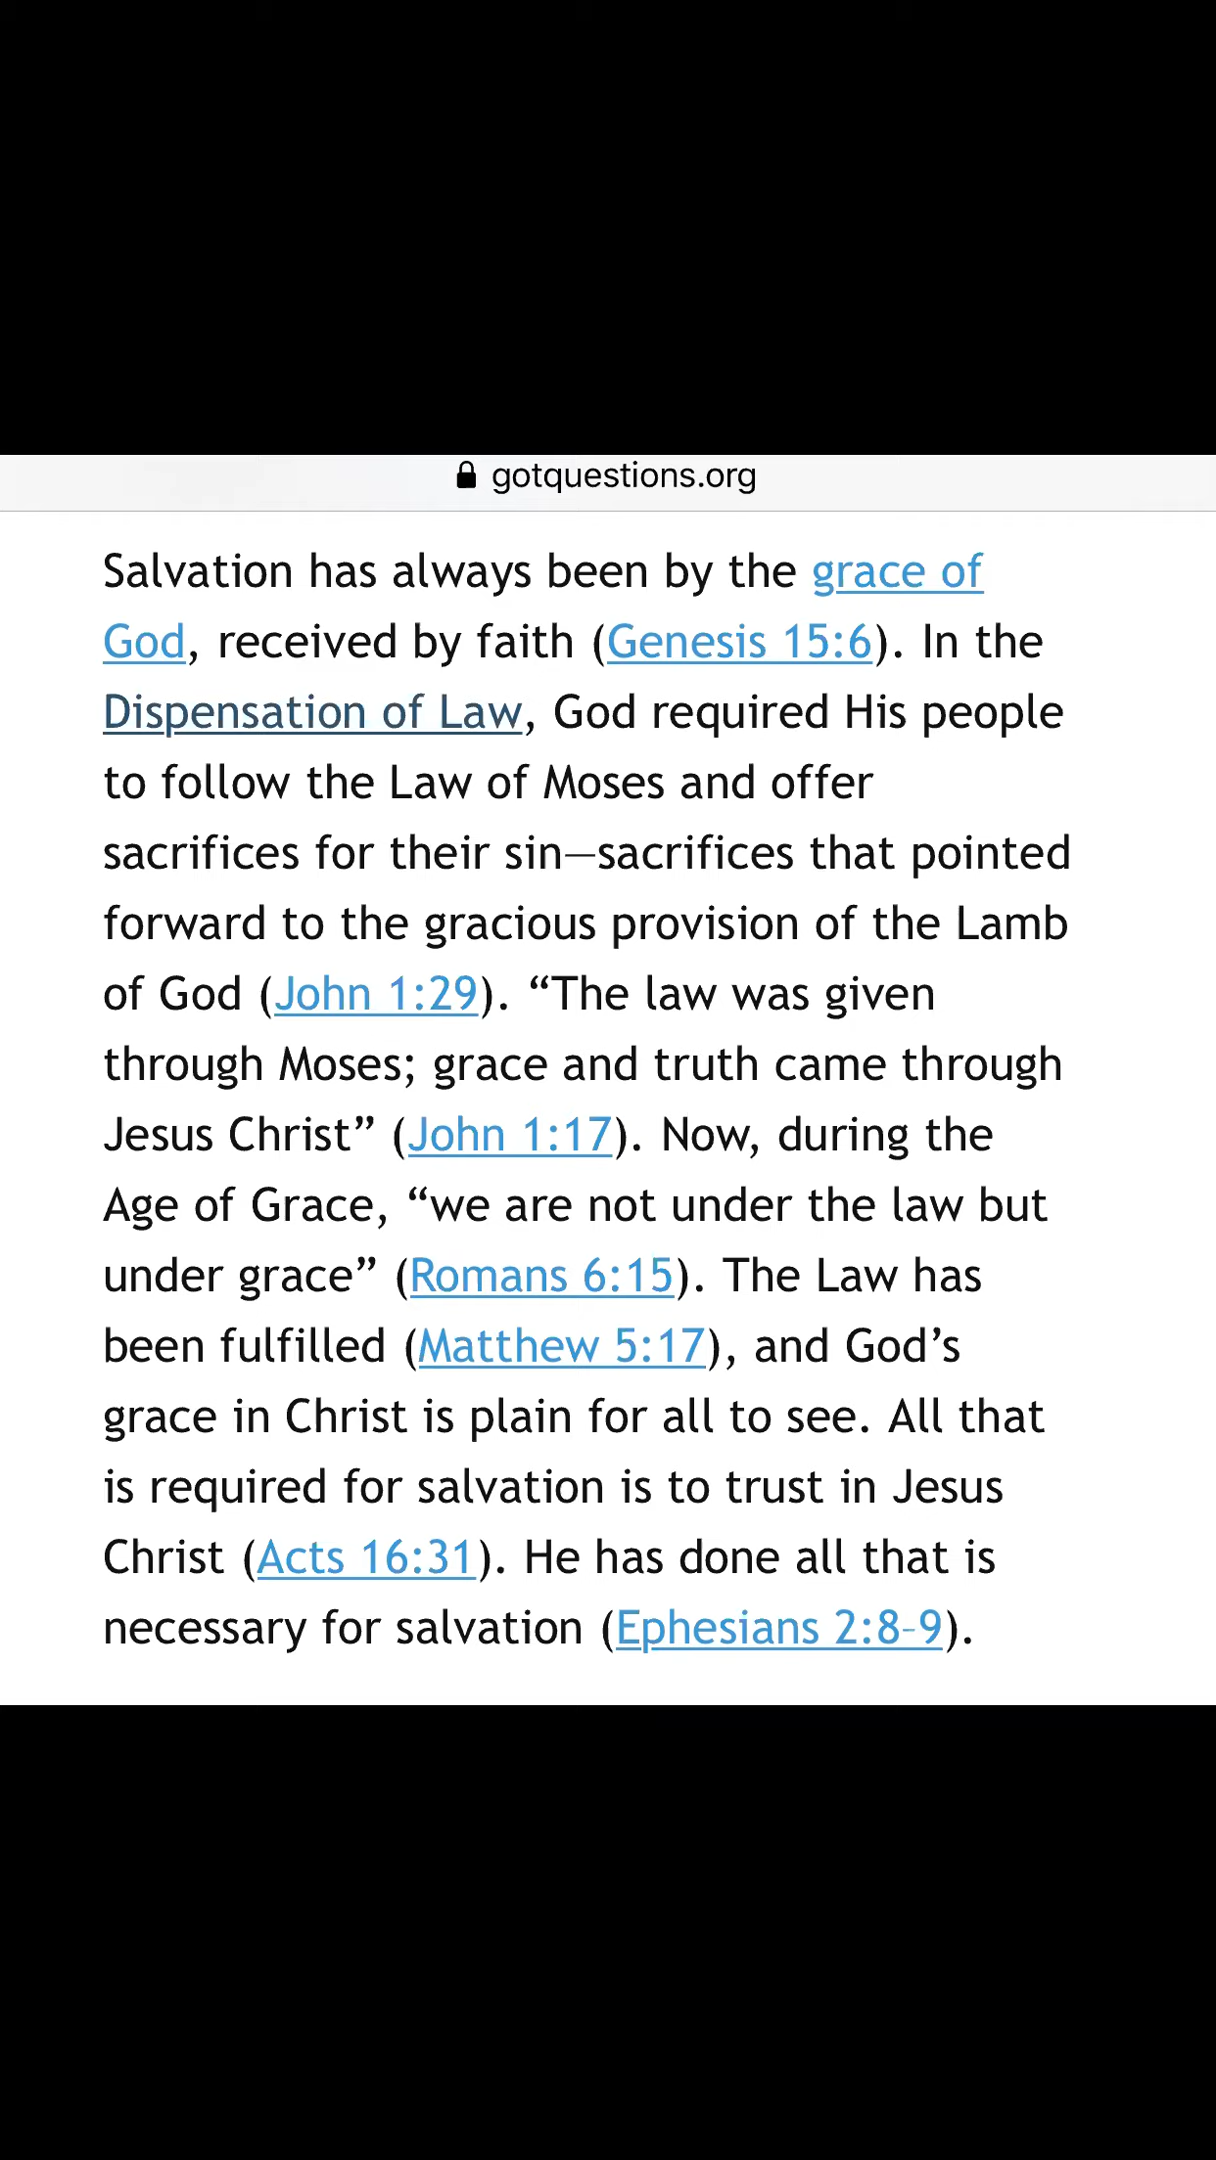 gotquestions.org
Salvation has always been by the grace of
God, received by faith (Genesis 15:6). In the
Dispensation of Law, God required His people
to follow the Law of Moses and offer
sacrifices for their sin—sacrifices that pointed
forward to the gracious provision of the Lamb
of God (John 1:29). “The law was given
through Moses; grace and truth came through
Jesus Christ” (John 1:17). Now, during the
Age of Grace, “we are not under the law but
under grace” (Romans 6:15). The Law has
been fulfilled (Matthew 5:17), and God’s
grace in Christ is plain for all to see. All that
is required for salvation is to trust in Jesus
Christ (Acts 16:31). He has done all that is
necessary for salvation (Ephesians 2:8–9).